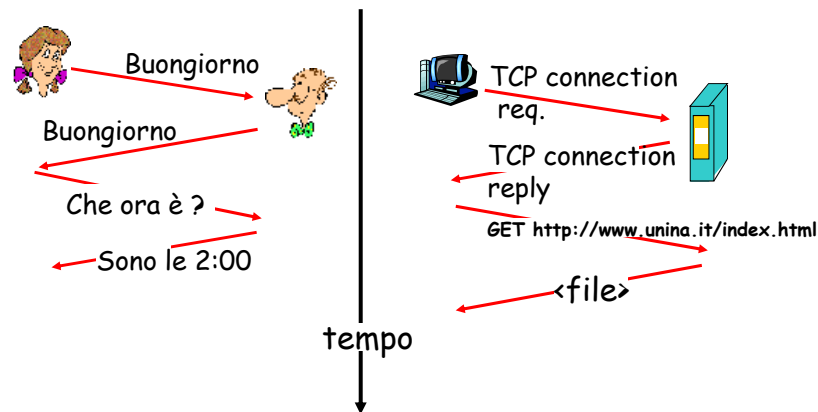 Buongiorno
Buongiorno
Che ora è ?
Sono le 2:00
tempo
TCP connection
req.
TCP connection
reply
GET http://www.unina.it/index.html
<file>